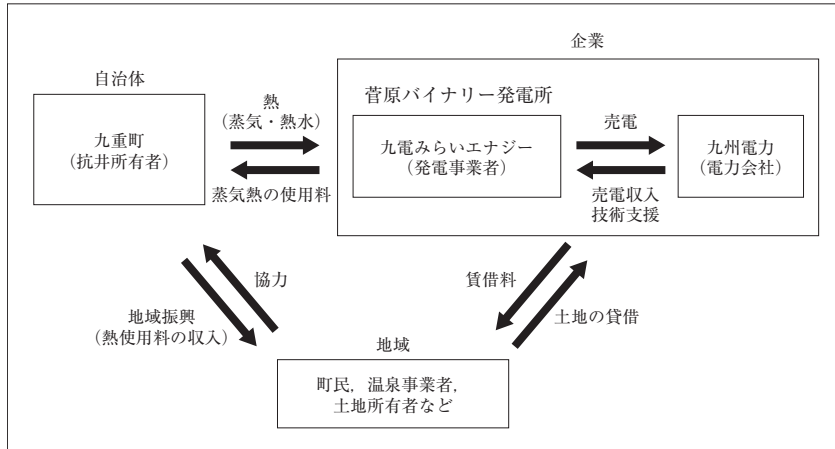 企業
自治体
九重町
（抗井所有者）
熱
（蒸気・熱水）
蒸気熱の使用料
菅原バイナリー発電所
九電みらいエナジー
（発電事業者）
売電
売電収入
技術支援
九州電力
（電力会社）
協力
地域振興
（熱使用料の収入）
賃借料
土地の貸借
地域
町民，温泉事業者，
土地所有者など